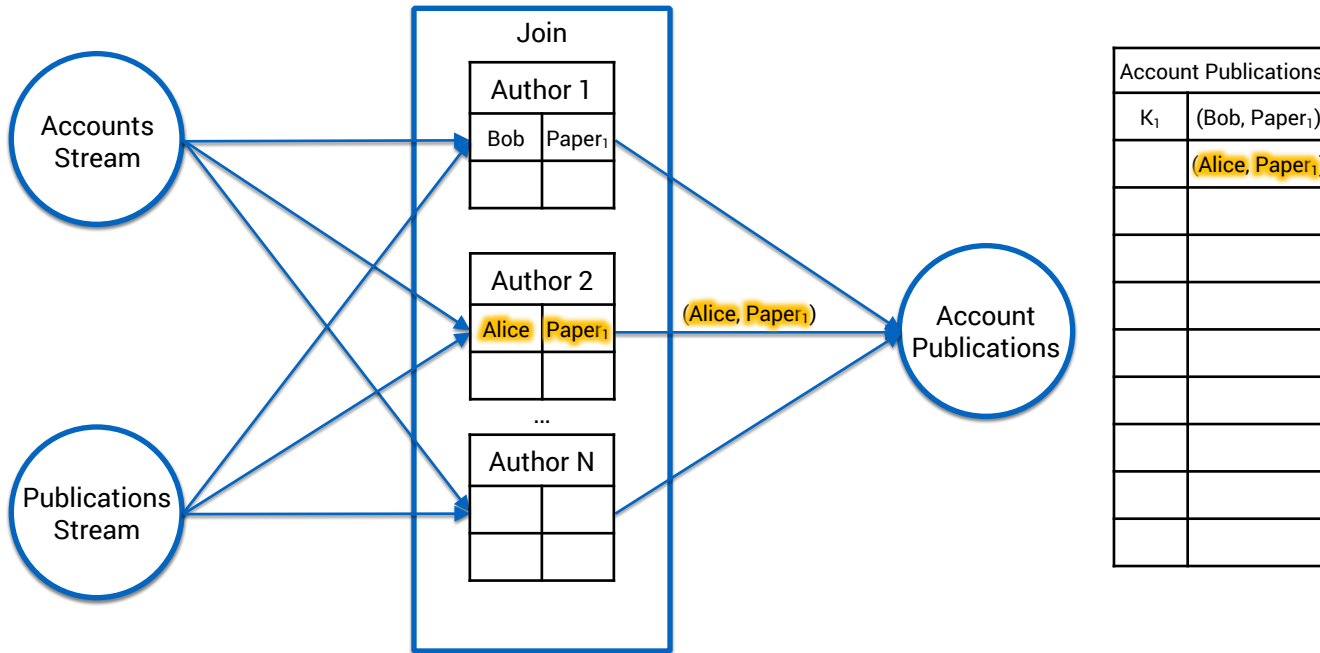 Join
Accounts
Stream
Publications
Stream
Author 1
Bob Paper₁
Author 2
Alice Paper₁
...
Author N
(Alice, Paper₁)
Account
Publications
Account Publications
K₁ (Bob, Paper₁)
(Alice, Paper₁)